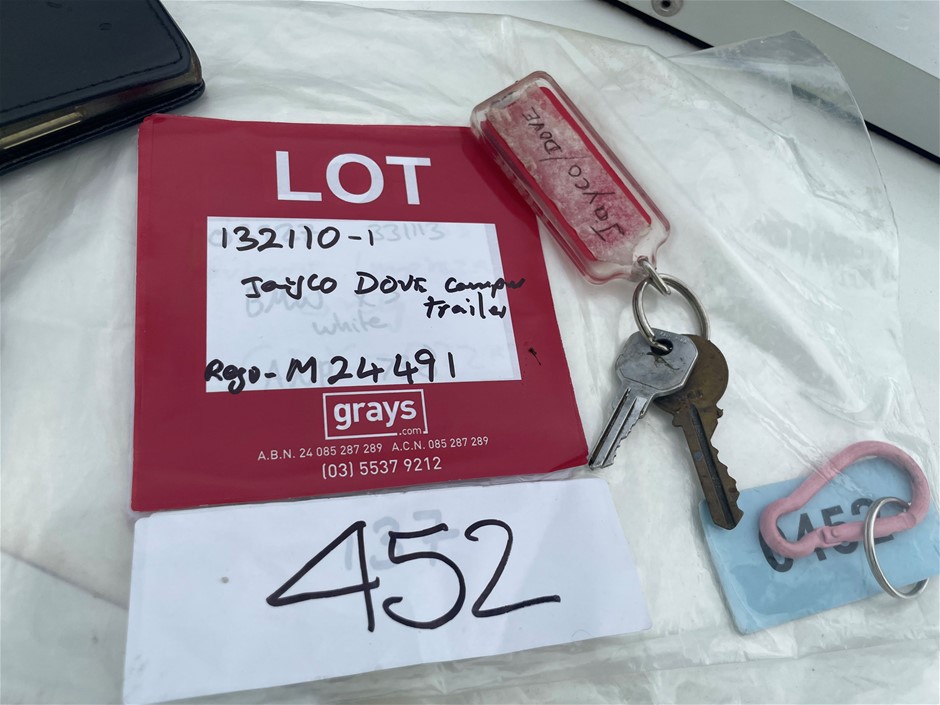 LOT
132110-1
Jayco Dove camper
trailer
Rego- M24491
grays
.com
A.B.N. 24 085 287 289 A.C.N. 085 287 289
(03) 5537 9212
452
Jayco/DOVE
0452